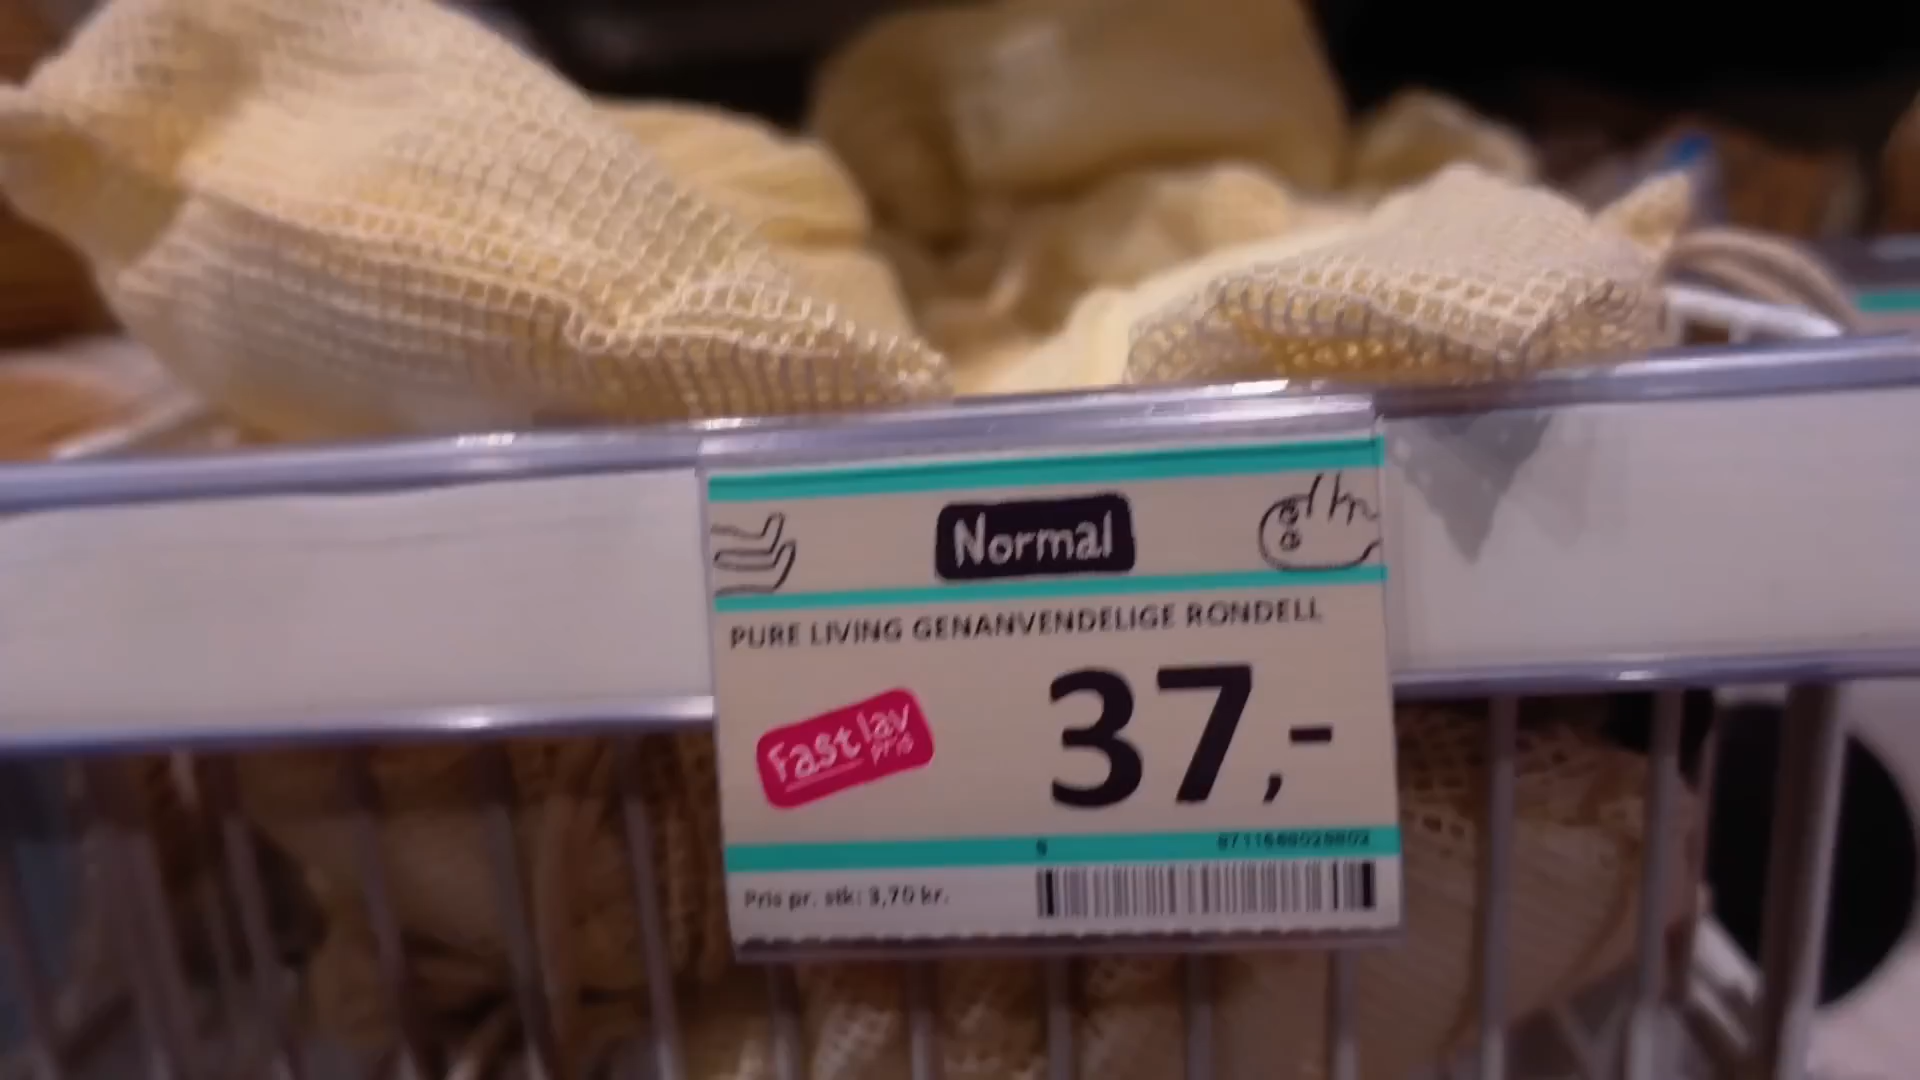 Normal
PURE LIVING GENANVENDELIGE RONDELL
Fast lav
pris
37,-
Pris pr. stk: 3,70 kr.